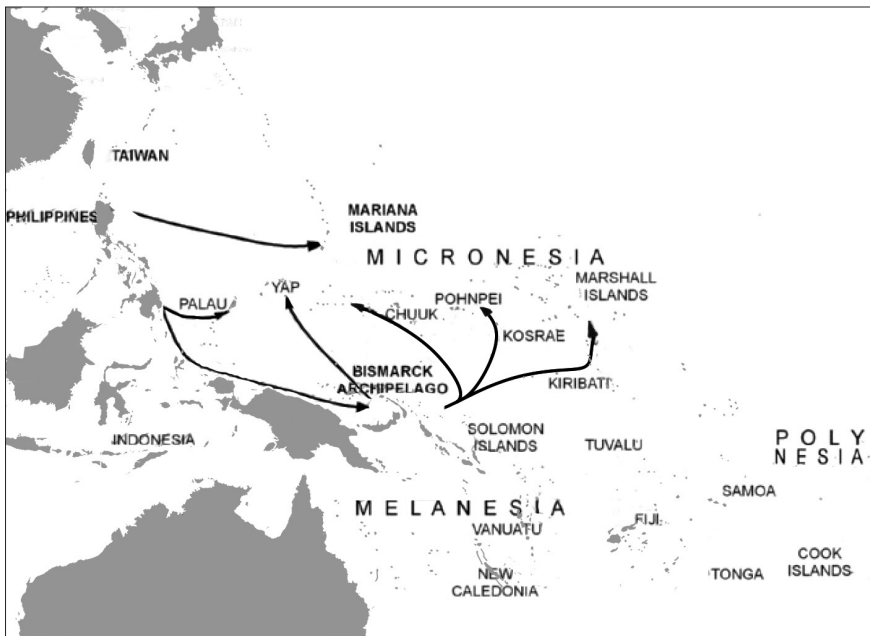 TAIWAN
PHILIPPINES
MARIANA
ISLANDS
MICRONESIA
MARSHALL
ISLANDS
YAP
PALAU
POHNPEI
CHUUK
KOSRAE
BISMARCK
ARCHIPELAGO
KIRIBATI
INDONESIA
SOLOMON
ISLANDS
TUVALU
POLY
NESIA
SAMOA
MELANESIA
VANUATU
FIJI
NEW
CALEDONIA
TONGA
COOK
ISLANDS